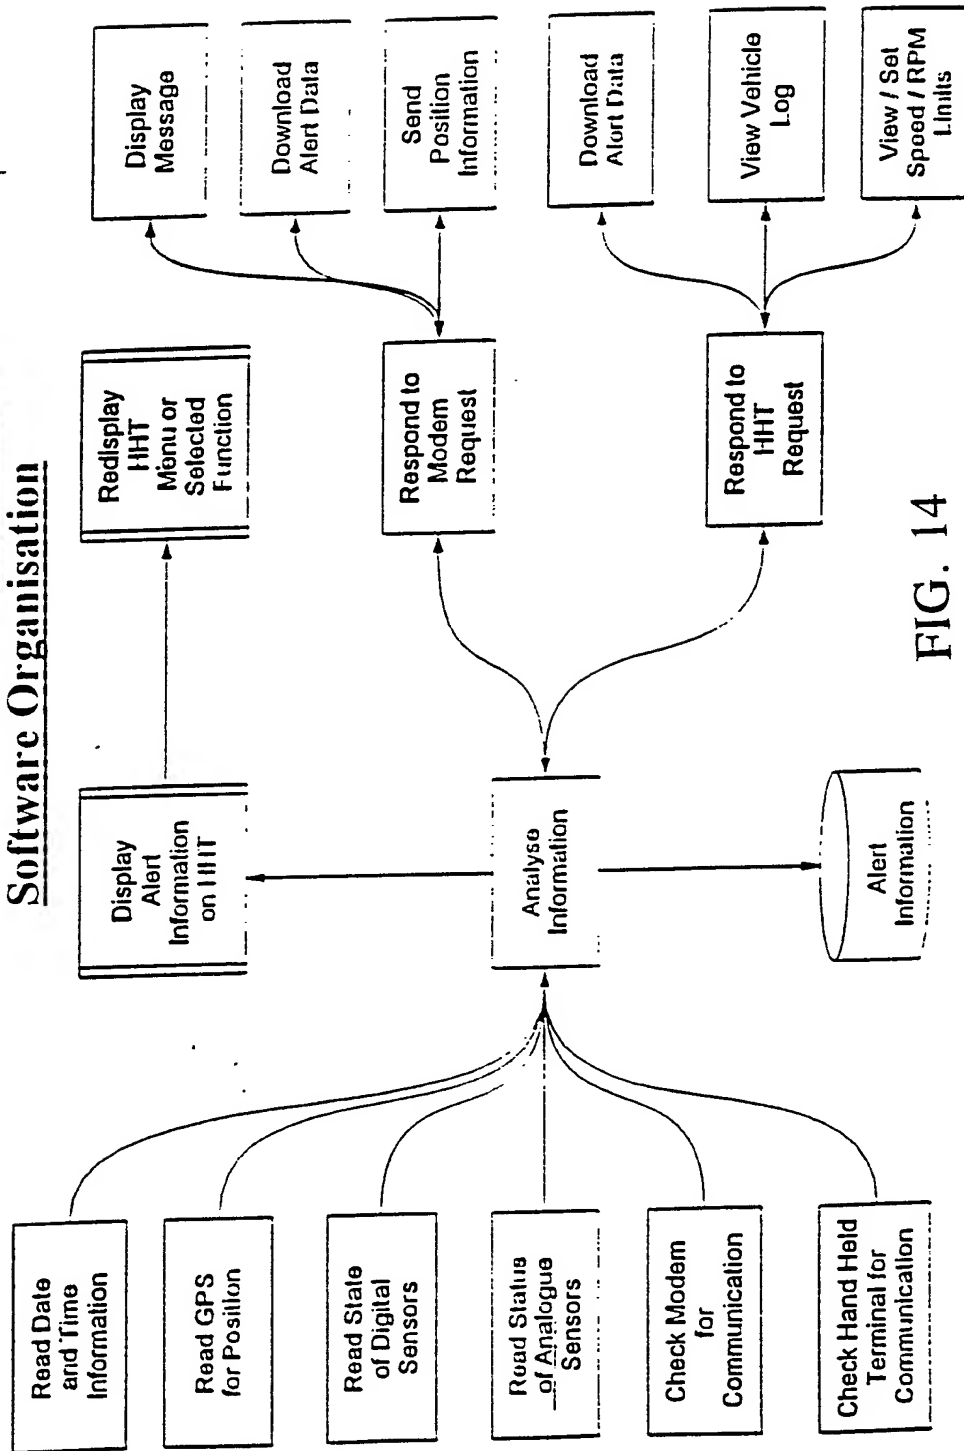 Software Organisation
Read Date
and Time
Information
Read GPS
for Position
Read State
of Digital
Sensors
Read Status
of Analogue
Sensors
Check Modem
for
Communication
Check Hand Held
Terminal for
Communication
Display
Alert
Information
on HHT
Analyse
Information
Alert
Information
Redisplay
HHT
Menu or
Selected
Function
Respond to
Modem
Request
Respond to
HHT
Request
Display
Message
Download
Alert Data
Send
Position
Information
Download
Alert Data
View Vehicle
Log
View / Set
Speed / RPM
Limits
FIG. 14